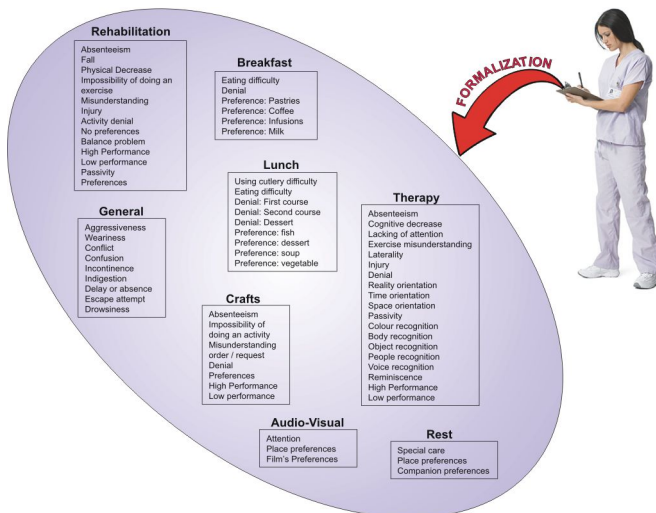 Rehabilitation
Absenteeism
Fall
Physical Decrease
Impossibility of doing an
exercise
Misunderstanding
Injury
Activity denial
No preferences
Balance problem
High Performance
Low performance
Passivity
Preferences
Breakfast
Eating difficulty
Denial
Preference: Pastries
Preference: Coffee
Preference: Infusions
Preference: Milk
FORMALIZATION
Lunch
Using cutlery difficulty
Eating difficulty
Denial: First course
Denial: Second course
Denial: Dessert
Preference: fish
Preference: dessert
Preference: soup
Preference: vegetable
General
Aggressiveness
Weariness
Conflict
Confusion
Incontinence
Indigestion
Delay or absence
Escape attempt
Drowsiness
Therapy
Absenteeism
Cognitive decrease
Lacking of attention
Exercise misunderstanding
Laterality
Injury
Denial
Reality orientation
Time orientation
Space orientation
Passivity
Colour recognition
Body recognition
Object recognition
People recognition
Voice recognition
Reminiscence
High Performance
Low performance
Crafts
Absenteeism
Impossibility of
doing an activity
Misunderstanding
order / request
Denial
Preferences
High Performance
Low performance
Audio-Visual
Attention
Place preferences
Film's Preferences
Rest
Special care
Place preferences
Companion preferences